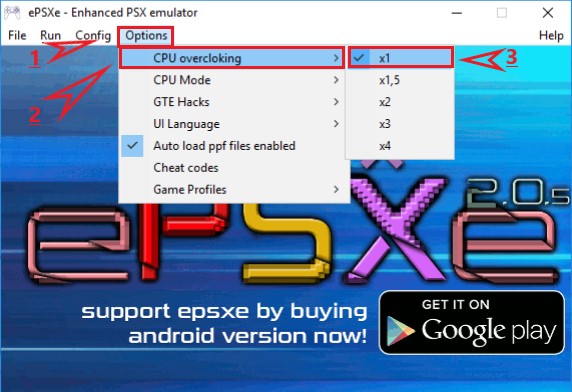 ePSXe - Enhanced PSX emulator
File Run Config Options Help
1
CPU overcloking
x1
3
CPU Mode
x1,5
2
GTE Hacks
x2
UI Language
x3
Auto load ppf files enabled
x4
Cheat codes
Game Profiles
2.0.5
ePSXe
support epsxe by buying
android version now!
GET IT ON
Google play